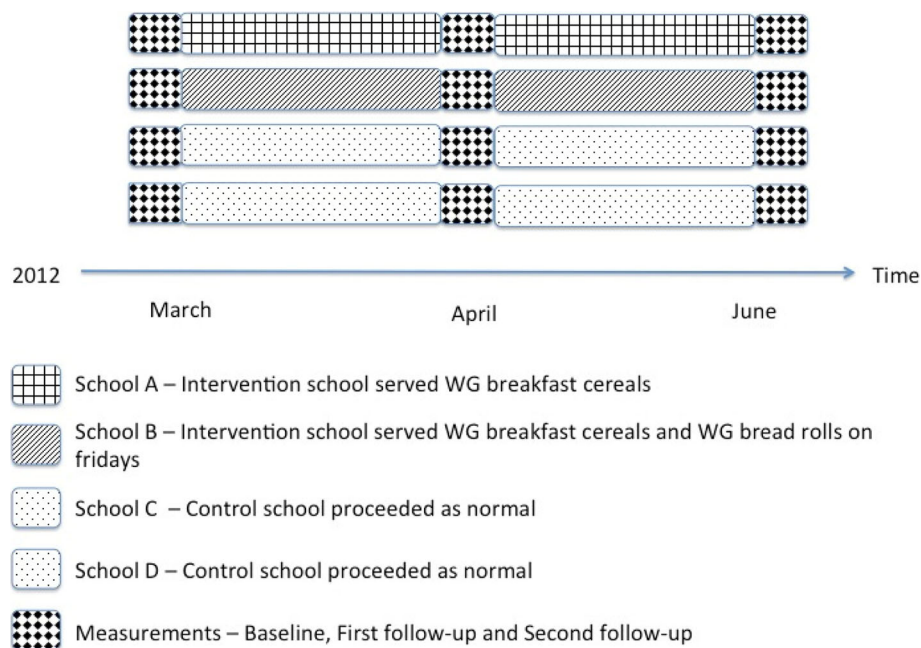 2012
Time
March
April
June
School A – Intervention school served WG breakfast cereals
School B – Intervention school served WG breakfast cereals and WG bread rolls on
fridays
School C – Control school proceeded as normal
School D – Control school proceeded as normal
Measurements – Baseline, First follow-up and Second follow-up